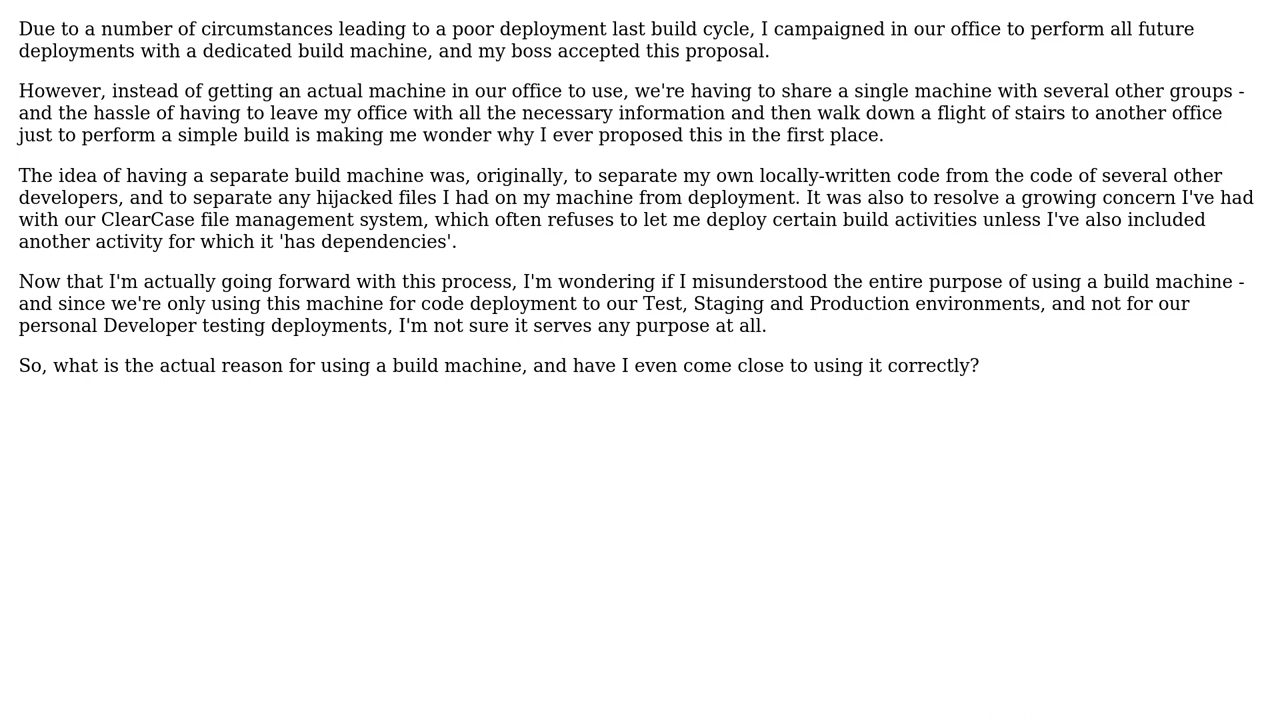 Due to a number of circumstances leading to a poor deployment last build cycle, I campaigned in our office to perform all future
deployments with a dedicated build machine, and my boss accepted this proposal.
However, instead of getting an actual machine in our office to use, we're having to share a single machine with several other groups -
and the hassle of having to leave my office with all the necessary information and then walk down a flight of stairs to another office
just to perform a simple build is making me wonder why I ever proposed this in the first place.
The idea of having a separate build machine was, originally, to separate my own locally-written code from the code of several other
developers, and to separate any hijacked files I had on my machine from deployment. It was also to resolve a growing concern I've had
with our ClearCase file management system, which often refuses to let me deploy certain build activities unless I've also included
another activity for which it 'has dependencies'.
Now that I'm actually going forward with this process, I'm wondering if I misunderstood the entire purpose of using a build machine -
and since we're only using this machine for code deployment to our Test, Staging and Production environments, and not for our
personal Developer testing deployments, I'm not sure it serves any purpose at all.
So, what is the actual reason for using a build machine, and have I even come close to using it correctly?